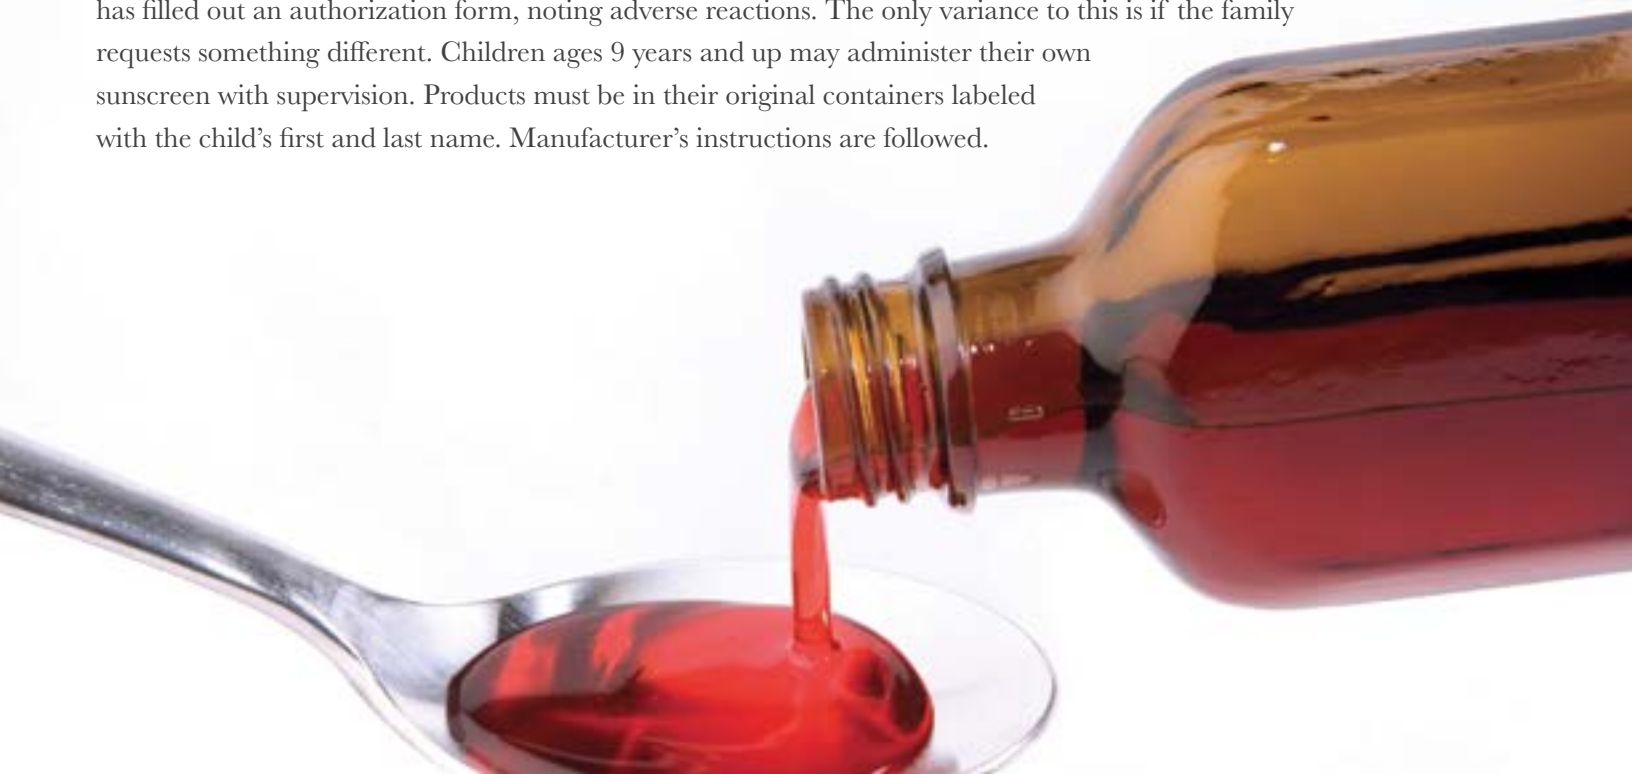 has filled out an authorization form, noting adverse reactions. The only variance to this is if the family
requests something different. Children ages 9 years and up may administer their own
sunscreen with supervision. Products must be in their original containers labeled
with the child’s first and last name. Manufacturer’s instructions are followed.